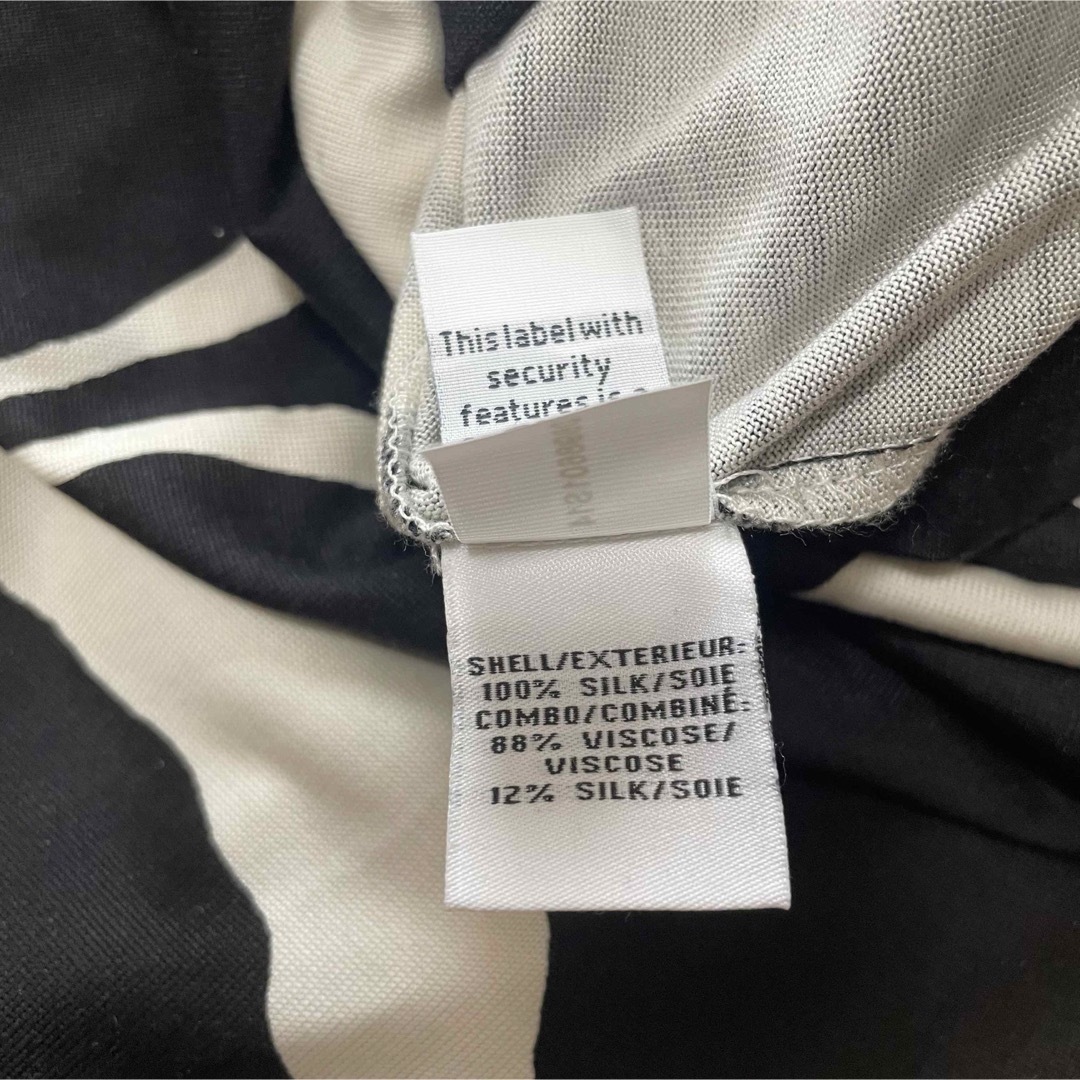 This label with
security
features is
SHELL/EXTERIEUR:
100% SILK/SOIE
COMBO/COMBINÉ:
88% VISCOSE/
VISCOSE
12% SILK/SOIE